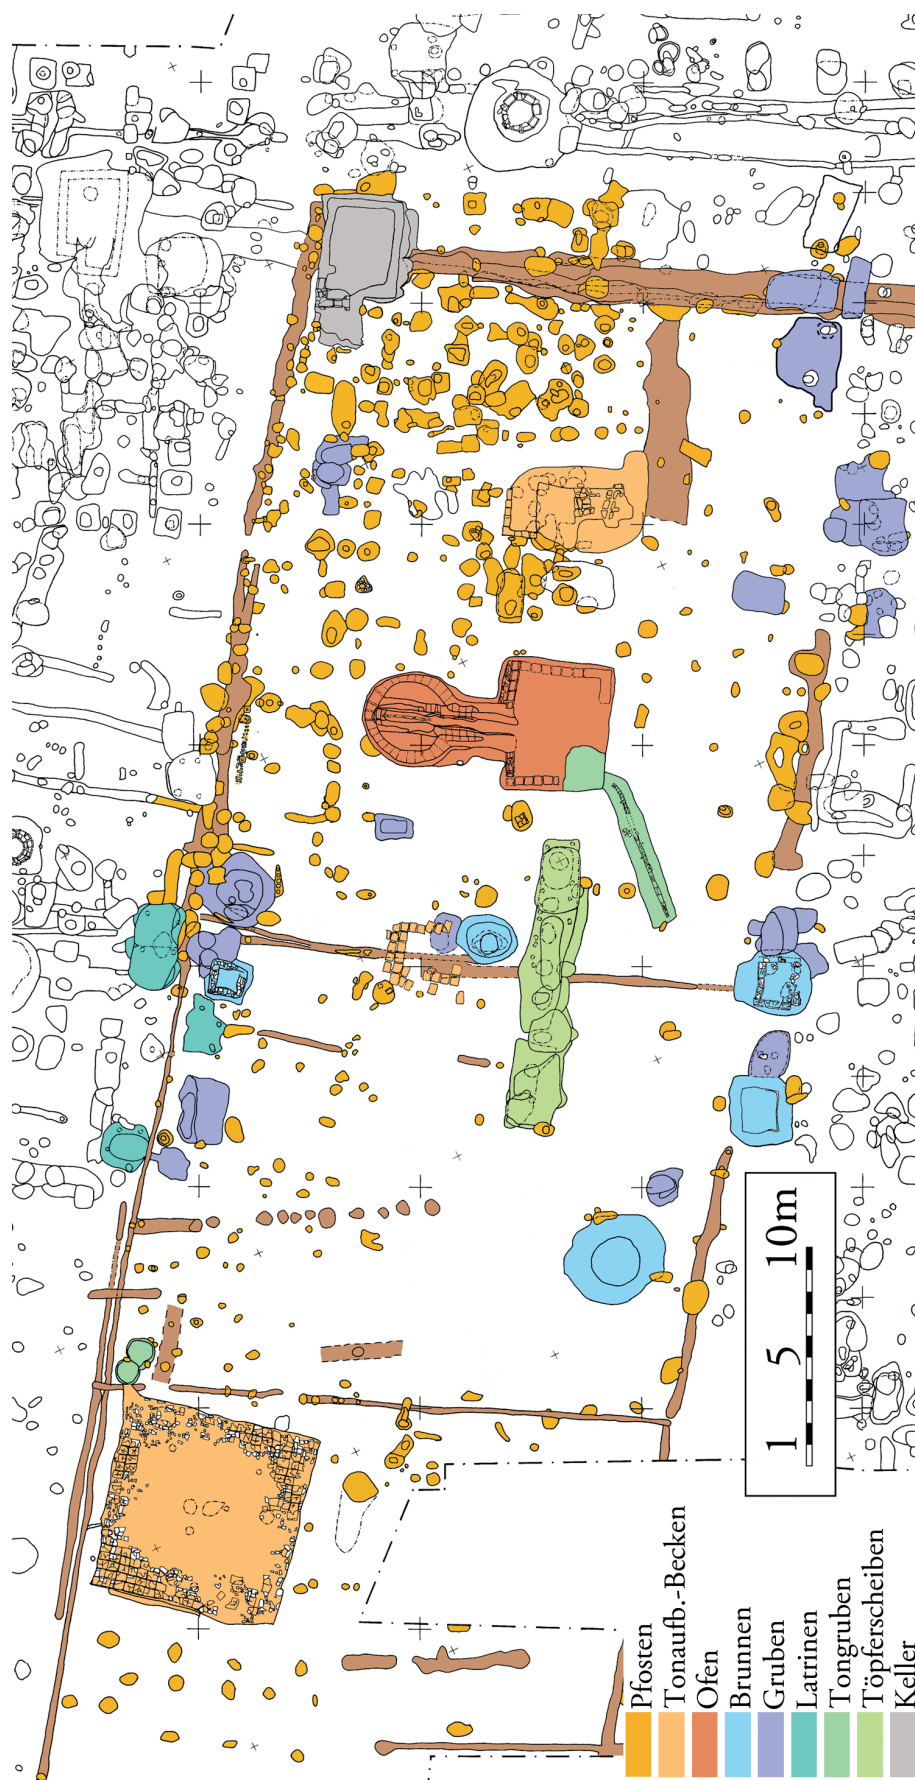 1 5 10m
Pfosten
Tonaufb.-Becken
Ofen
Brunnen
Gruben
Latrinen
Tongruben
Töpferscheiben
Keller